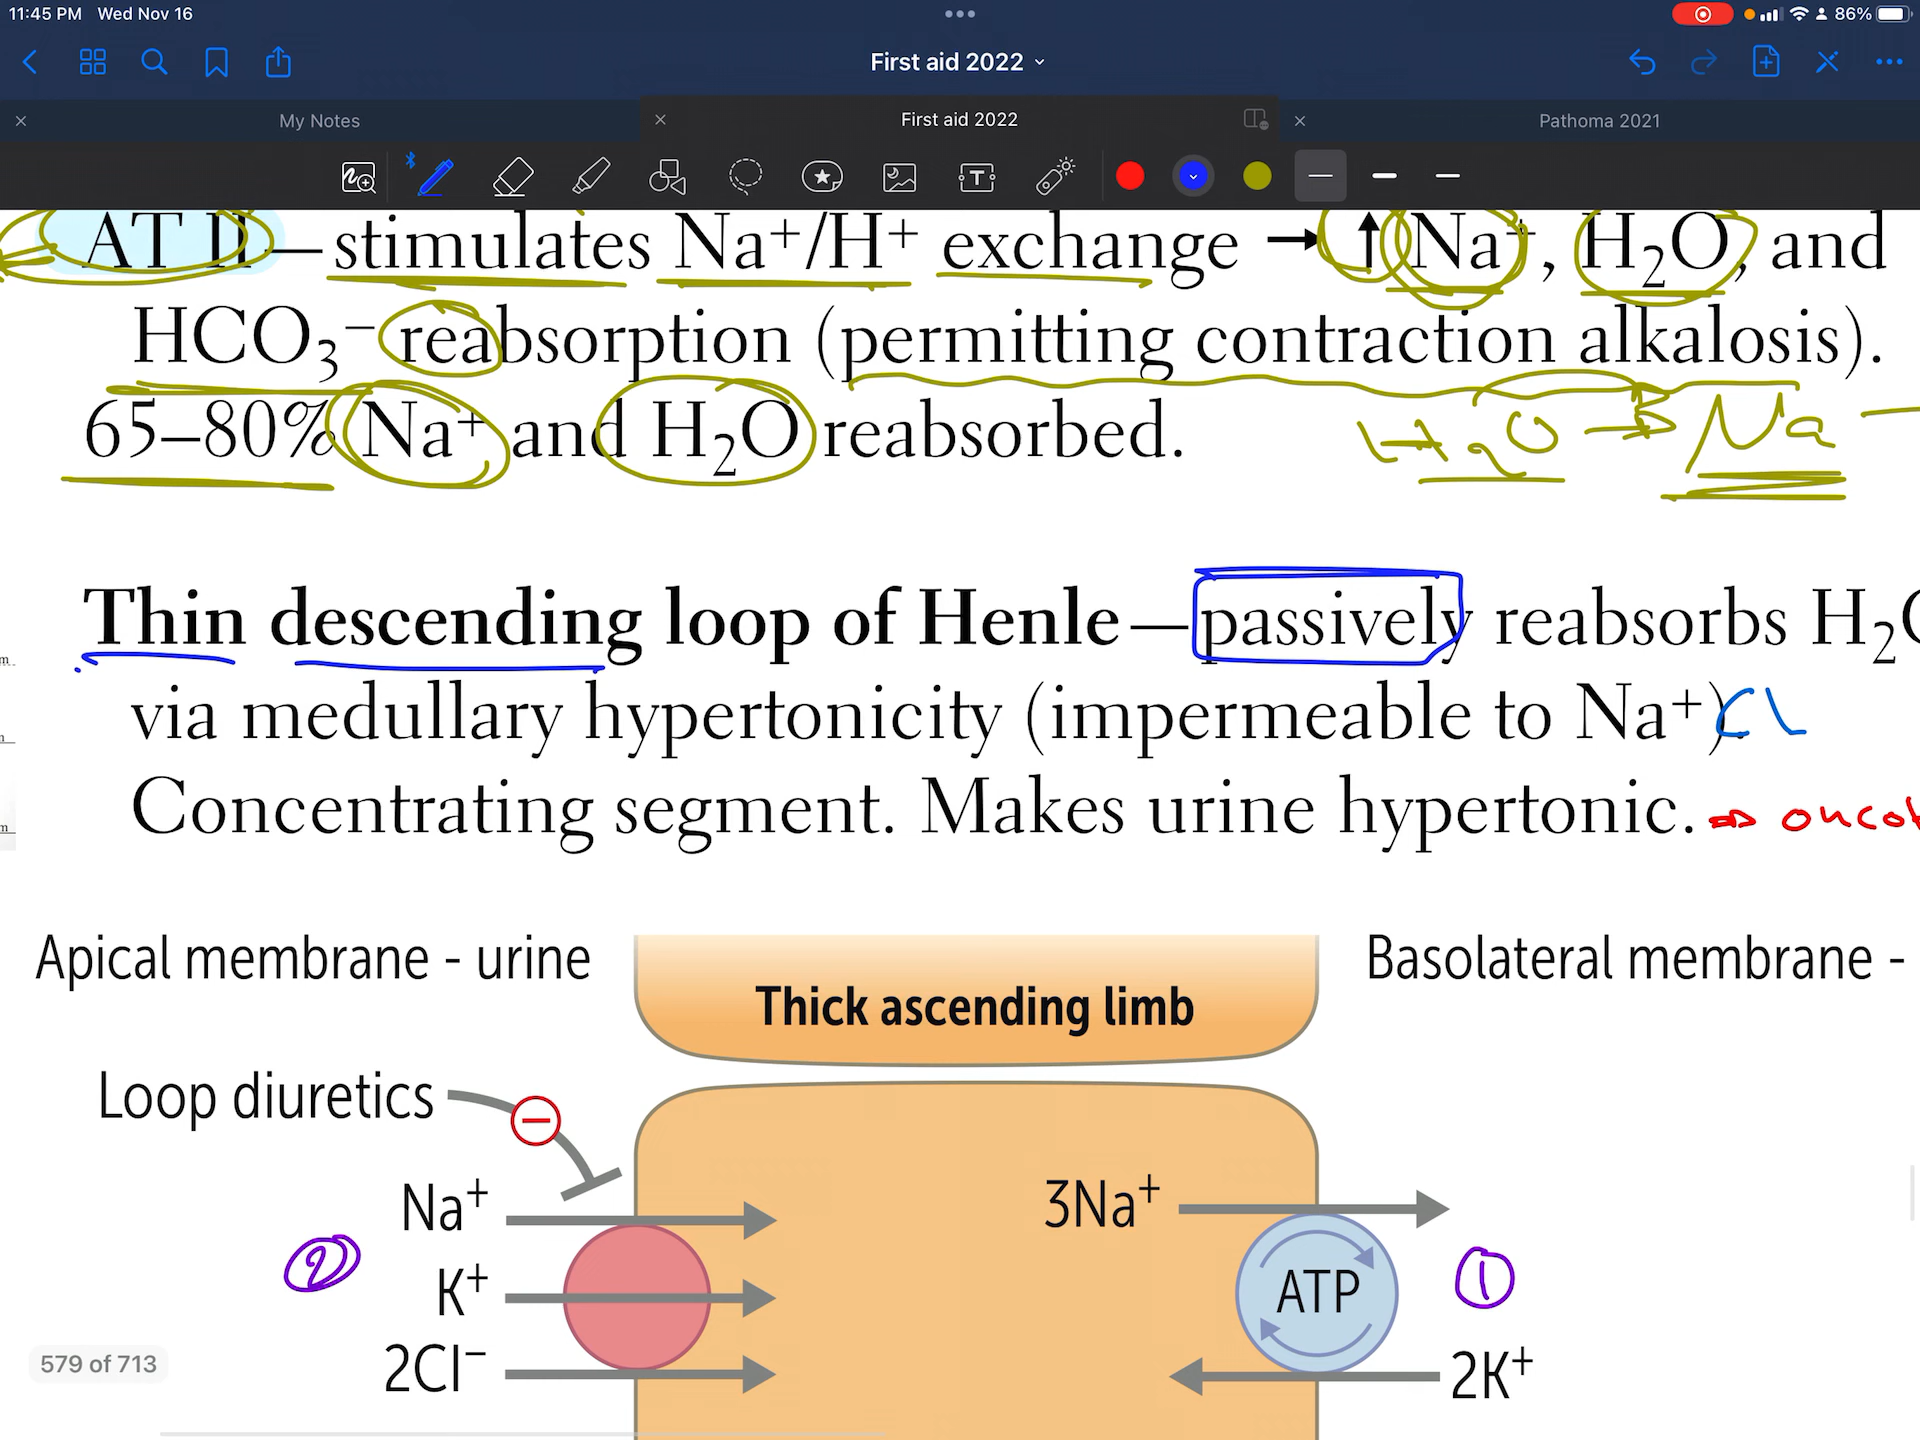 11:45 PM Wed Nov 16
86%
First aid 2022
My Notes
First aid 2022
Pathoma 2021
AT II—stimulates Na⁺/H⁺ exchange → ↑ Na⁺, H₂O, and
HCO₃⁻ reabsorption (permitting contraction alkalosis).
65–80% Na⁺ and H₂O reabsorbed.
H₂O → Na
Thin descending loop of Henle—passively reabsorbs H₂O
via medullary hypertonicity (impermeable to Na⁺).
Cl
Concentrating segment. Makes urine hypertonic.
Apical membrane - urine
Thick ascending limb
Basolateral membrane -
Loop diuretics
Na⁺
3Na⁺
2
K⁺
ATP
1
2Cl⁻
2K⁺
579 of 713